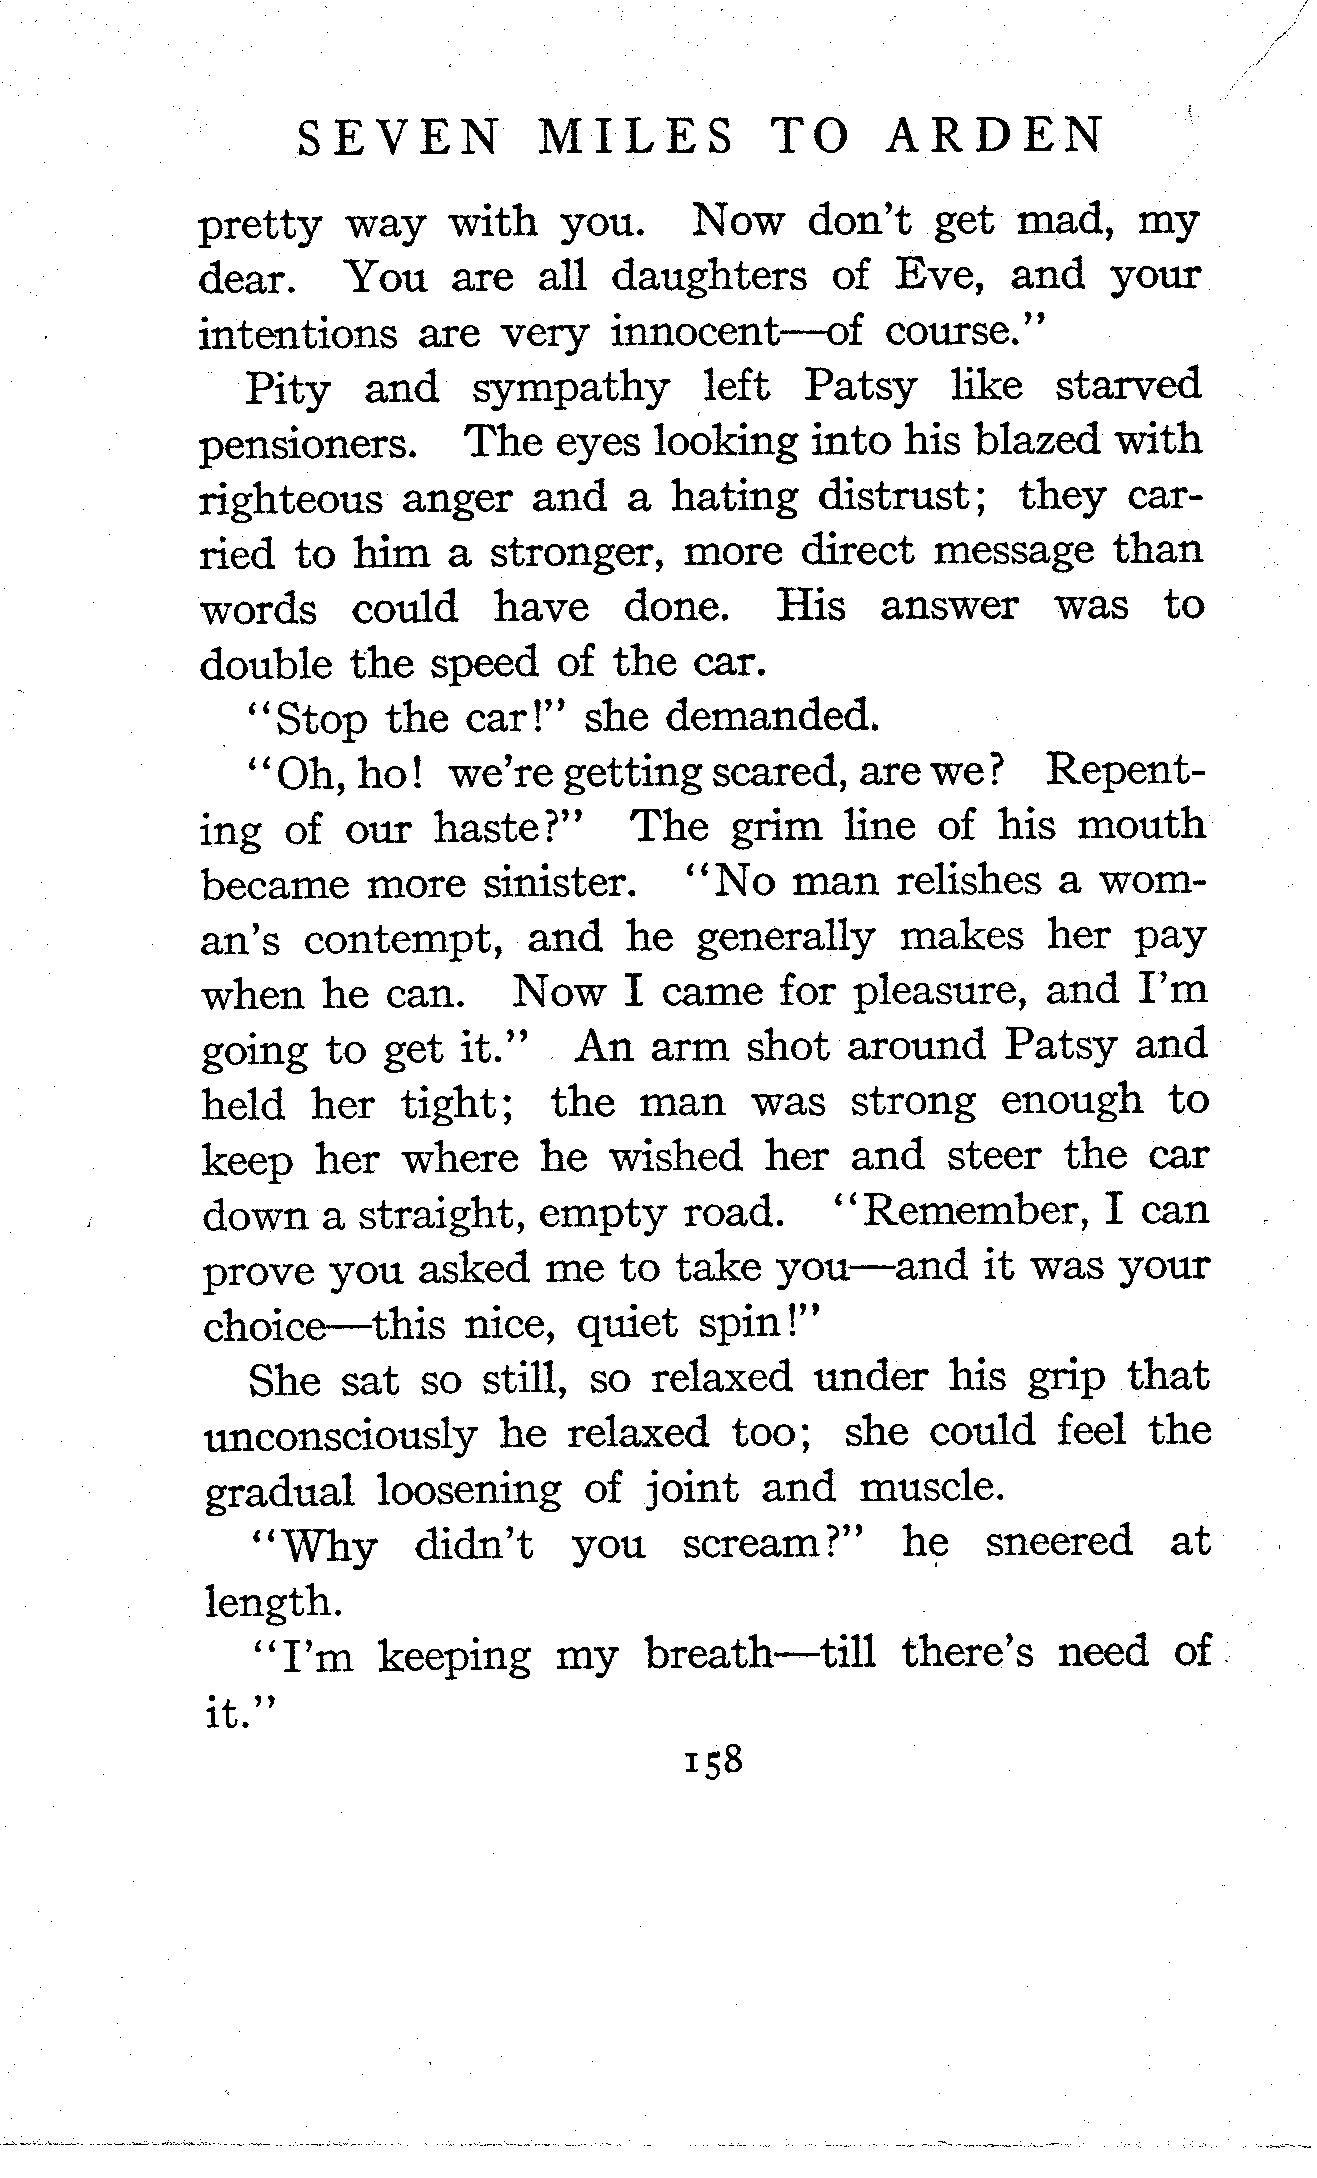 SEVEN MILES TO ARDEN
pretty way with you. Now don't get mad, my
dear. You are all daughters of Eve, and your
intentions are very innocent—of course."
Pity and sympathy left Patsy like starved
pensioners. The eyes looking into his blazed with
righteous anger and a hating distrust; they car-
ried to him a stronger, more direct message than
words could have done. His answer was to
double the speed of the car.
"Stop the car!" she demanded.
"Oh, ho! we're getting scared, are we? Repent-
ing of our haste?" The grim line of his mouth
became more sinister. "No man relishes a wom-
an's contempt, and he generally makes her pay
when he can. Now I came for pleasure, and I'm
going to get it." An arm shot around Patsy and
held her tight; the man was strong enough to
keep her where he wished her and steer the car
down a straight, empty road. "Remember, I can
prove you asked me to take you—and it was your
choice—this nice, quiet spin!"
She sat so still, so relaxed under his grip that
unconsciously he relaxed too; she could feel the
gradual loosening of joint and muscle.
"Why didn't you scream?" he sneered at
length.
"I'm keeping my breath—till there's need of
it."
158